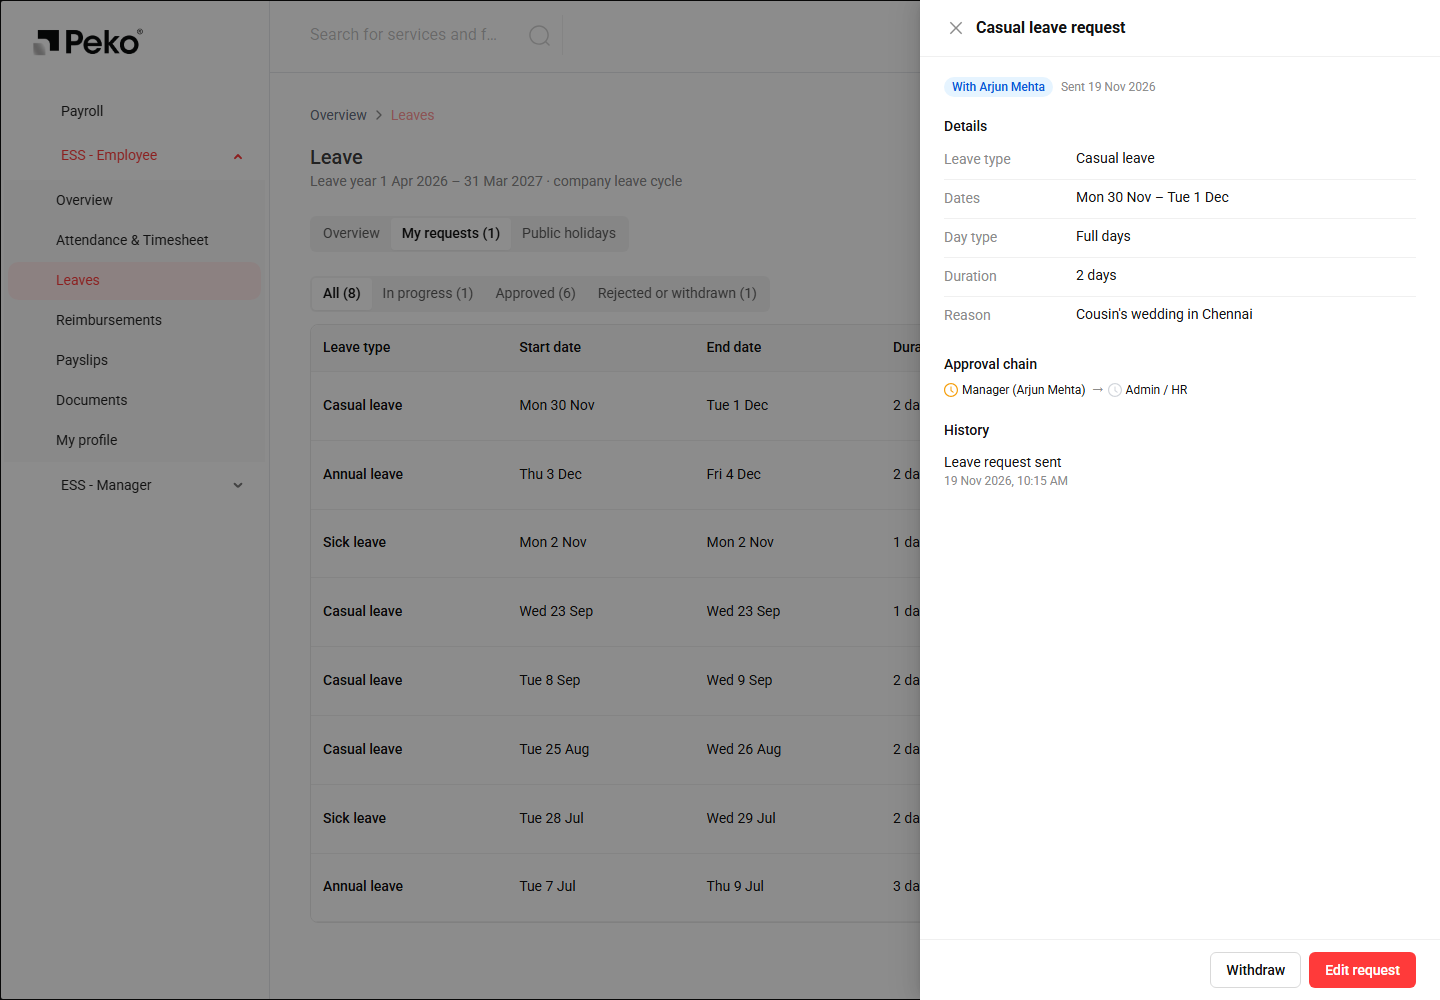 Peko®
Payroll
ESS - Employee
Overview
Attendance & Timesheet
Leaves
Reimbursements
Payslips
Documents
My profile
ESS - Manager
Search for services and f...
Overview > Leaves
Leave
Leave year 1 Apr 2026 – 31 Mar 2027 · company leave cycle
Overview My requests (1) Public holidays
All (8) In progress (1) Approved (6) Rejected or withdrawn (1)
Leave type Start date End date
Casual leave Mon 30 Nov Tue 1 Dec 2
Annual leave Thu 3 Dec Fri 4 Dec 2
Sick leave Mon 2 Nov Mon 2 Nov 1
Casual leave Wed 23 Sep Wed 23 Sep 1
Casual leave Tue 8 Sep Wed 9 Sep 2
Casual leave Tue 25 Aug Wed 26 Aug 2
Sick leave Tue 28 Jul Wed 29 Jul 2
Annual leave Tue 7 Jul Thu 9 Jul 3
Casual leave request
With Arjun Mehta Sent 19 Nov 2026
Details
Leave type Casual leave
Dates Mon 30 Nov – Tue 1 Dec
Day type Full days
Duration 2 days
Reason Cousin's wedding in Chennai
Approval chain
Manager (Arjun Mehta) → Admin / HR
History
Leave request sent
19 Nov 2026, 10:15 AM
Withdraw Edit request